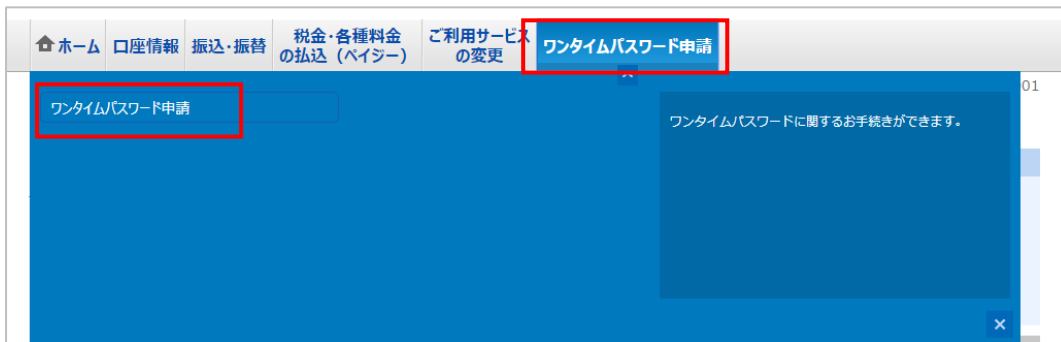 ホーム
口座情報
振込・振替
税金・各種料金
の払込（ペイジー）
ご利用サービス
の変更
ワンタイムパスワード申請
01
ワンタイムパスワード申請
ワンタイムパスワードに関するお手続きができます。